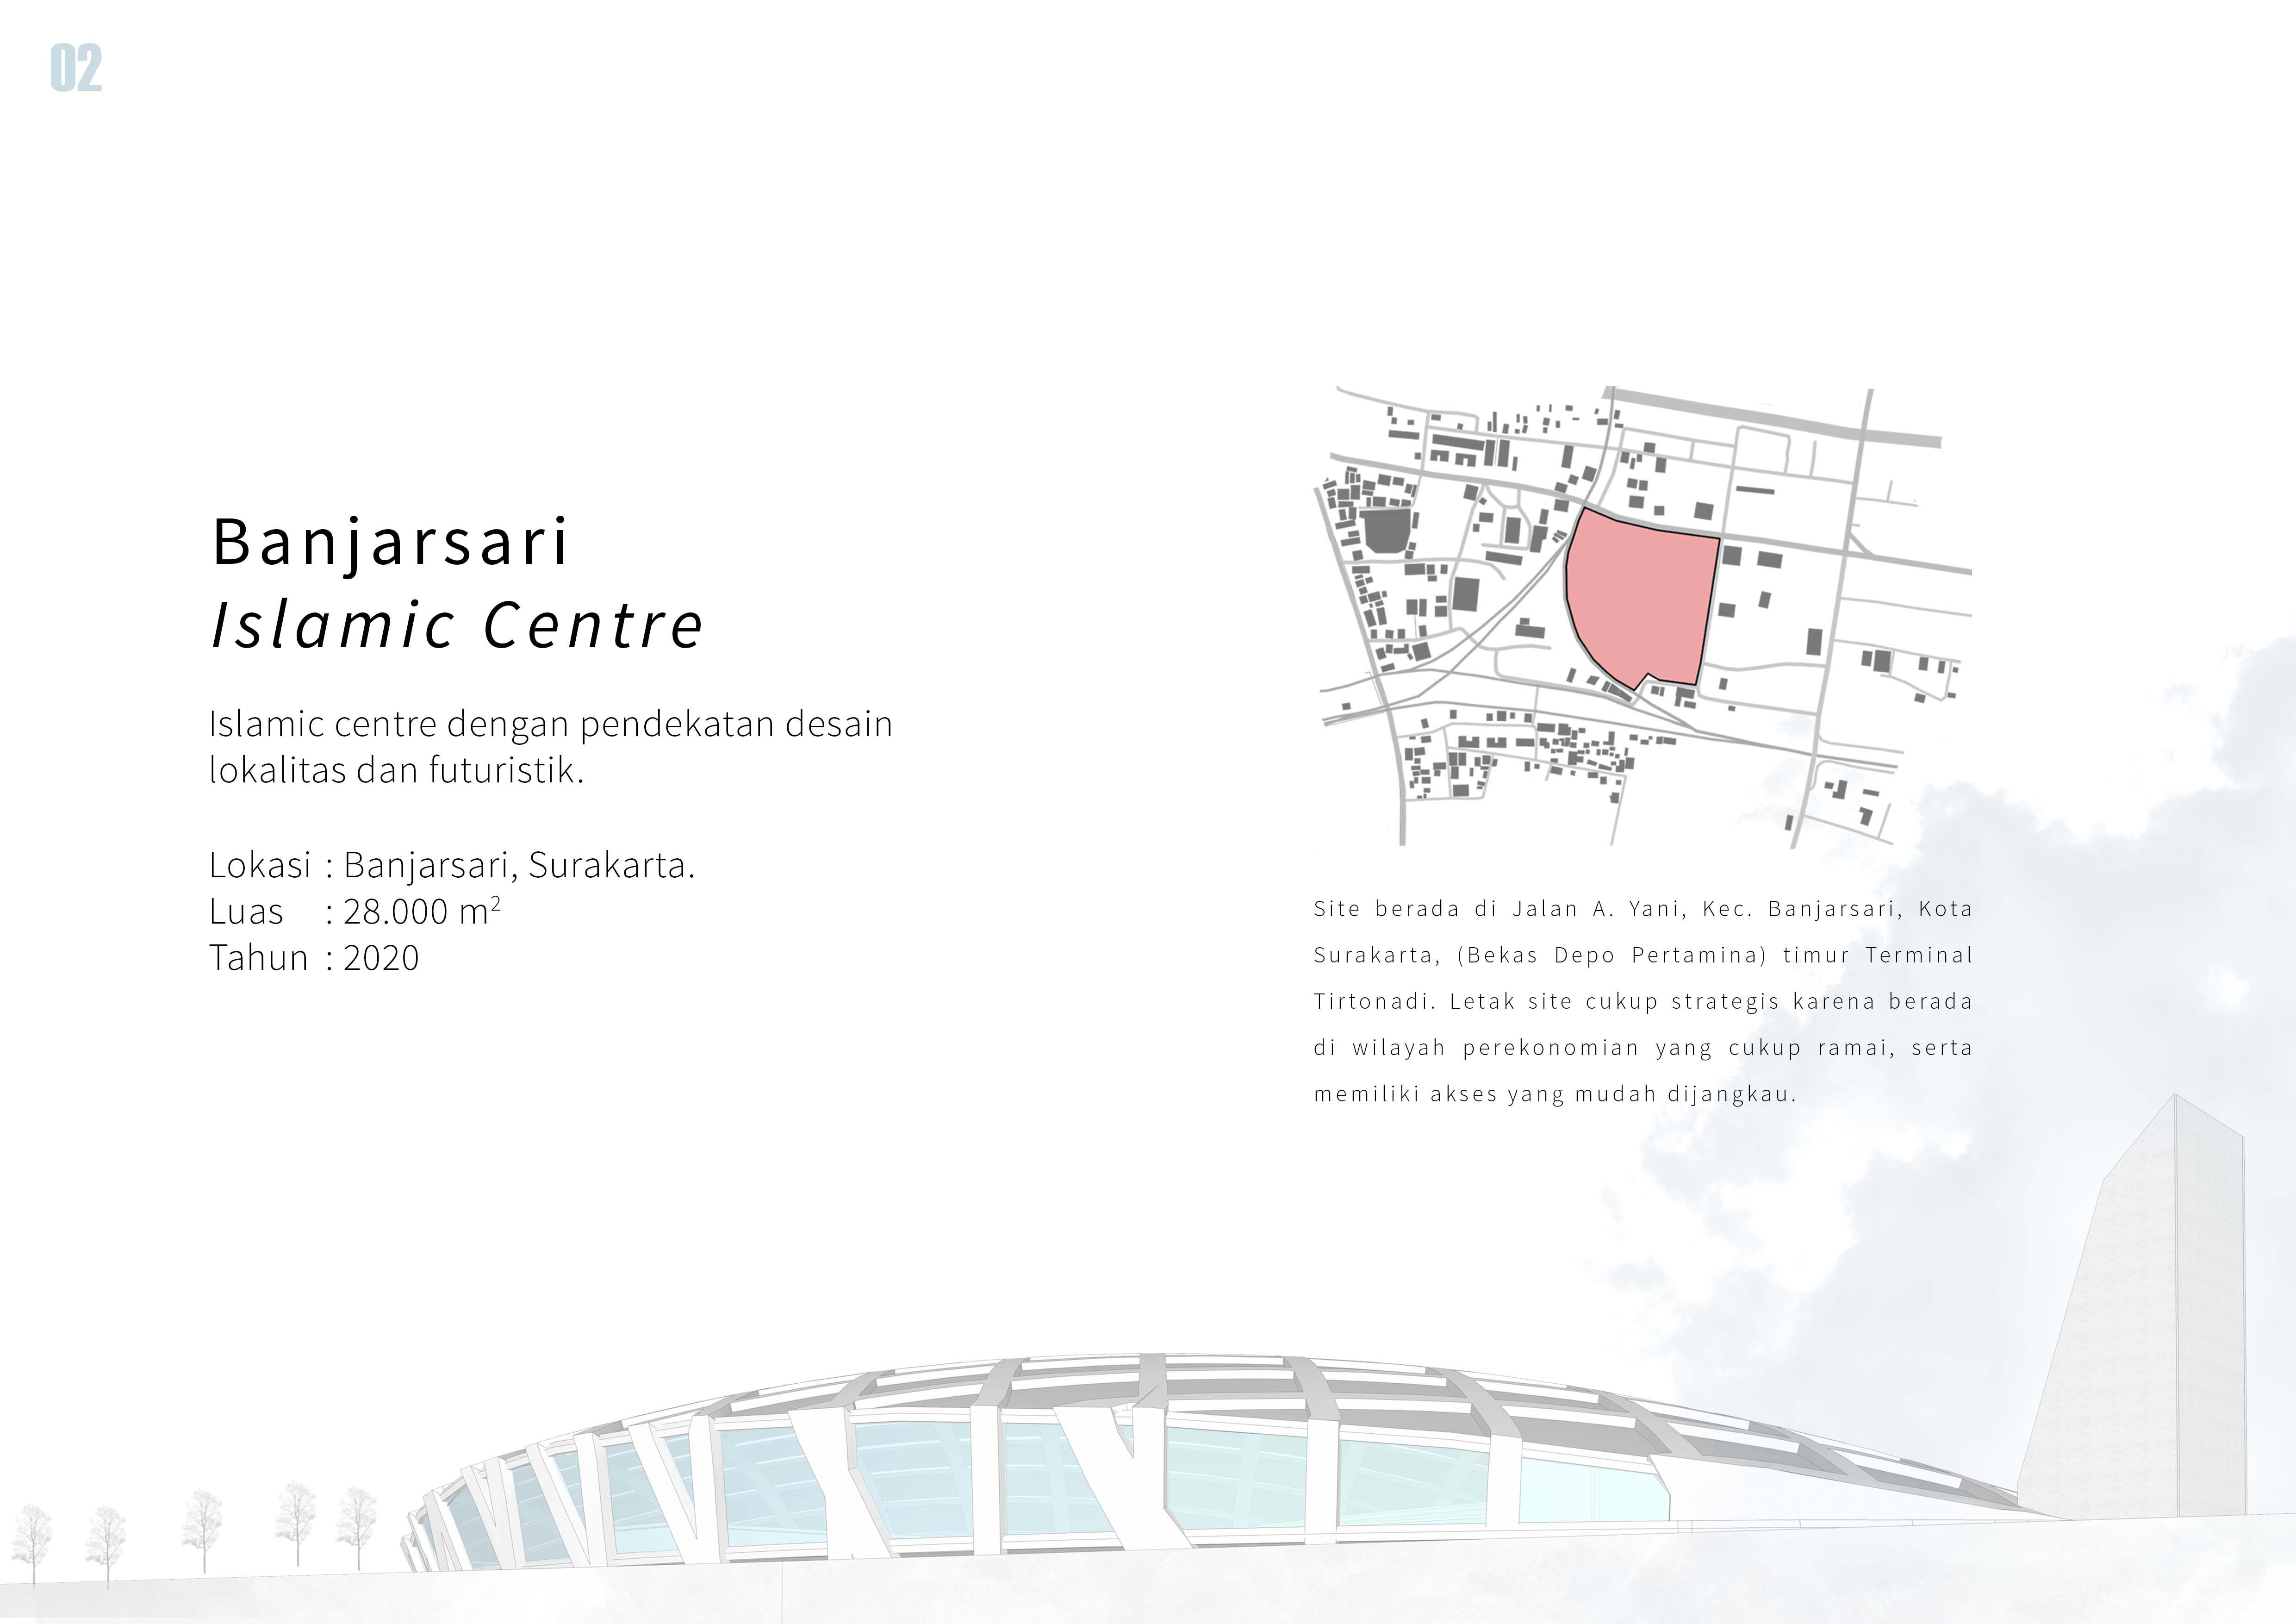 02
Banjarsari
Islamic Centre
Islamic centre dengan pendekatan desain
lokalitas dan futuristik.
Lokasi : Banjarsari, Surakarta.
Luas : 28.000 m²
Tahun : 2020
Site berada di Jalan A. Yani, Kec. Banjarsari, Kota
Surakarta, (Bekas Depo Pertamina) timur Terminal
Tirtonadi. Letak site cukup strategis karena berada
di wilayah perekonomian yang cukup ramai, serta
memiliki akses yang mudah dijangkau.